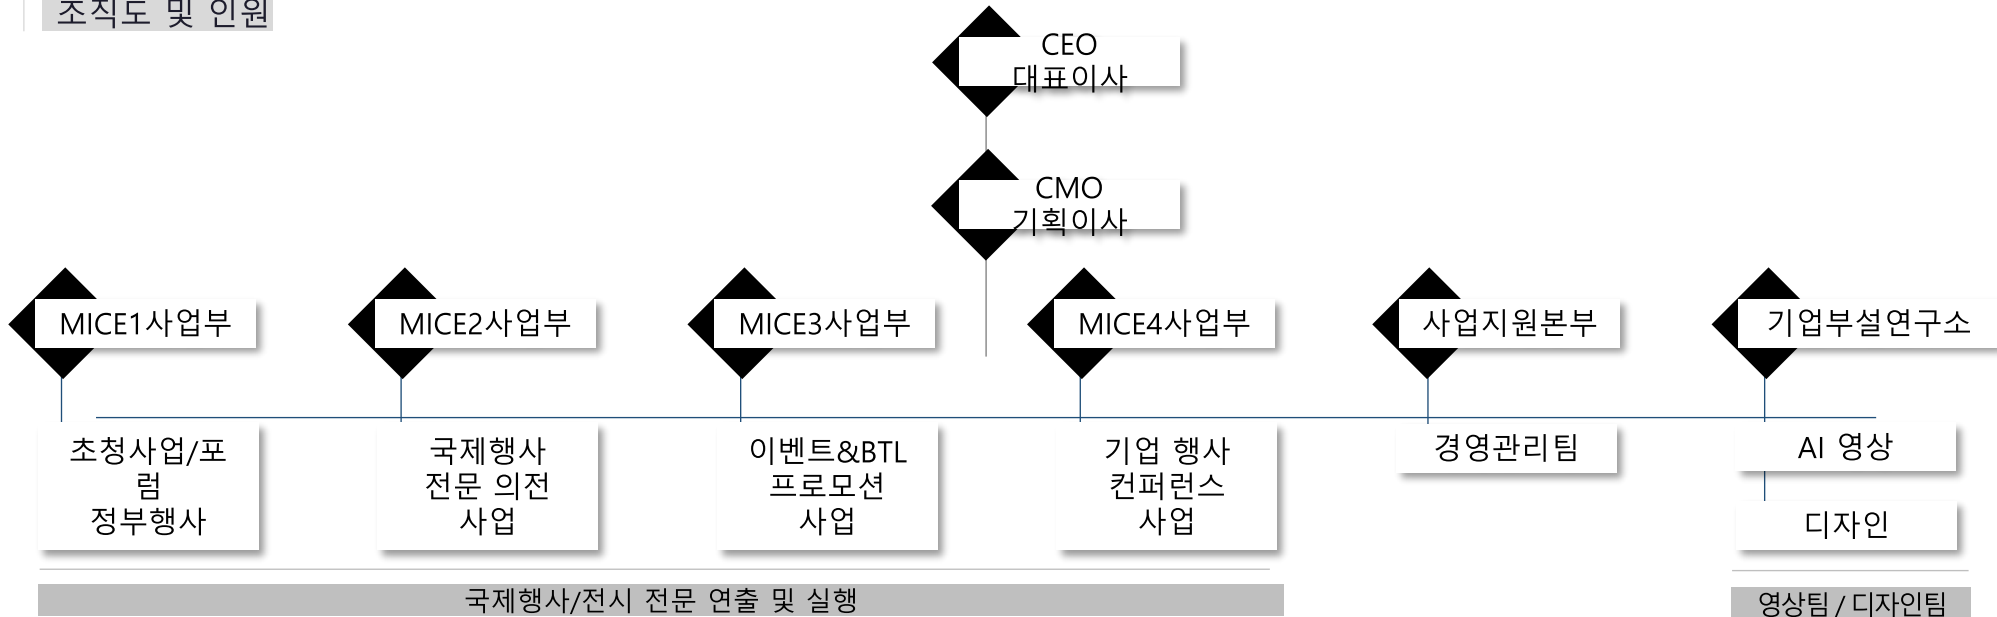 조직도 및 인원
CEO
대표이사
CMO
기획이사
MICE1사업부
MICE2사업부
MICE3사업부
MICE4사업부
사업지원본부
기업부설연구소
초청사업/포
럼
정부행사
국제행사
전문 의전
사업
이벤트&BTL
프로모션
사업
기업 행사
컨퍼런스
사업
경영관리팀
AI 영상
디자인
국제행사/전시 전문 연출 및 실행
영상팀 / 디자인팀